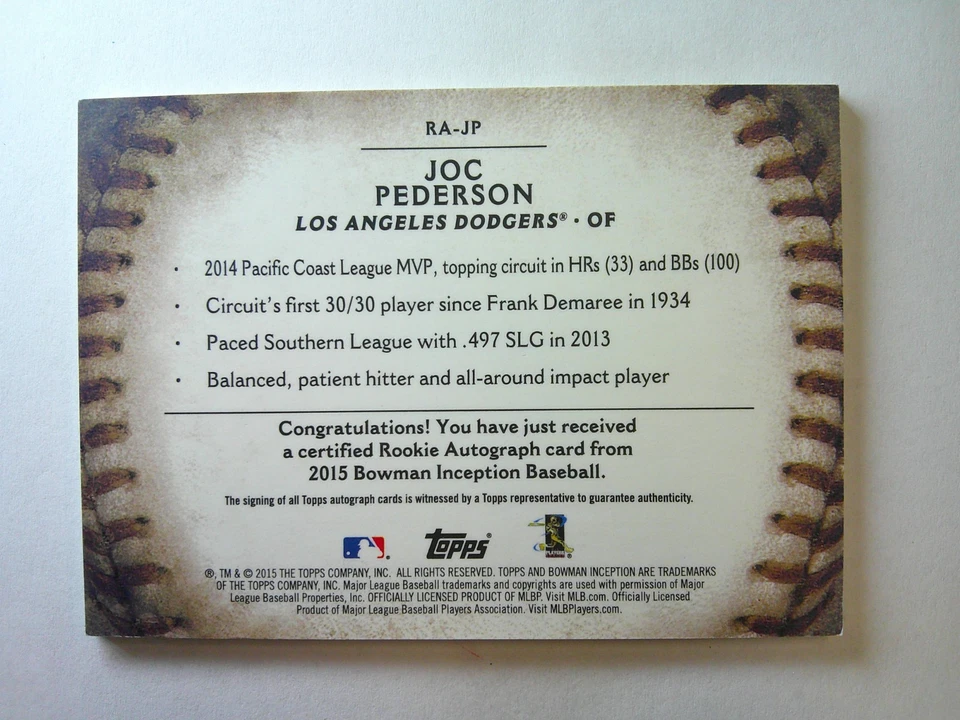 RA-JP
JOC
PEDERSON
LOS ANGELES DODGERS® · OF
· 2014 Pacific Coast League MVP, topping circuit in HRs (33) and BBs (100)
· Circuit's first 30/30 player since Frank Demaree in 1934
· Paced Southern League with .497 SLG in 2013
· Balanced, patient hitter and all-around impact player
Congratulations! You have just received
a certified Rookie Autograph card from
2015 Bowman Inception Baseball.
The signing of all Topps autograph cards is witnessed by a Topps representative to guarantee authenticity.
Topps® PLAYERS
®, TM & © 2015 THE TOPPS COMPANY, INC. ALL RIGHTS RESERVED. TOPPS AND BOWMAN INCEPTION ARE TRADEMARKS
OF THE TOPPS COMPANY, INC. Major League Baseball trademarks and copyrights are used with permission of Major
League Baseball Properties, Inc. OFFICIALLY LICENSED PRODUCT OF MLBP. Visit MLB.com. Officially Licensed
Product of Major League Baseball Players Association. Visit MLBPlayers.com.